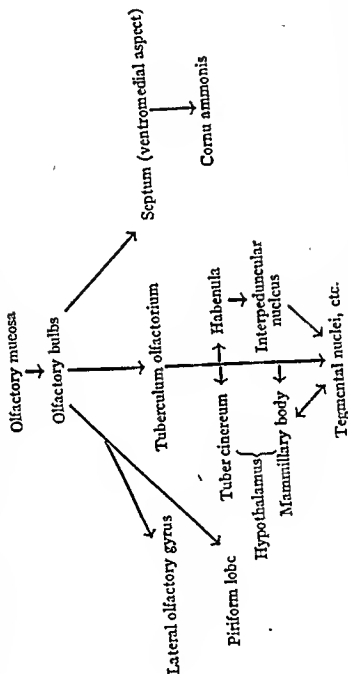 Olfactory mucosa
Olfactory bulbs
Lateral olfactory gyrus
Piriform lobe
Tuberculum olfactorium
Septum (ventromedial aspect)
Cornu ammonis
Tuber cinereum
Habenula
Hypothalamus
Mammillary body
Interpeduncular
nucleus
Tegmental nuclei, etc.